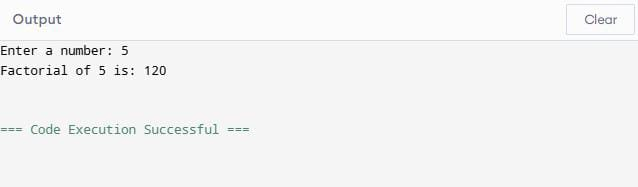 Output
Clear
Enter a number: 5
Factorial of 5 is: 120
=== Code Execution Successful ===